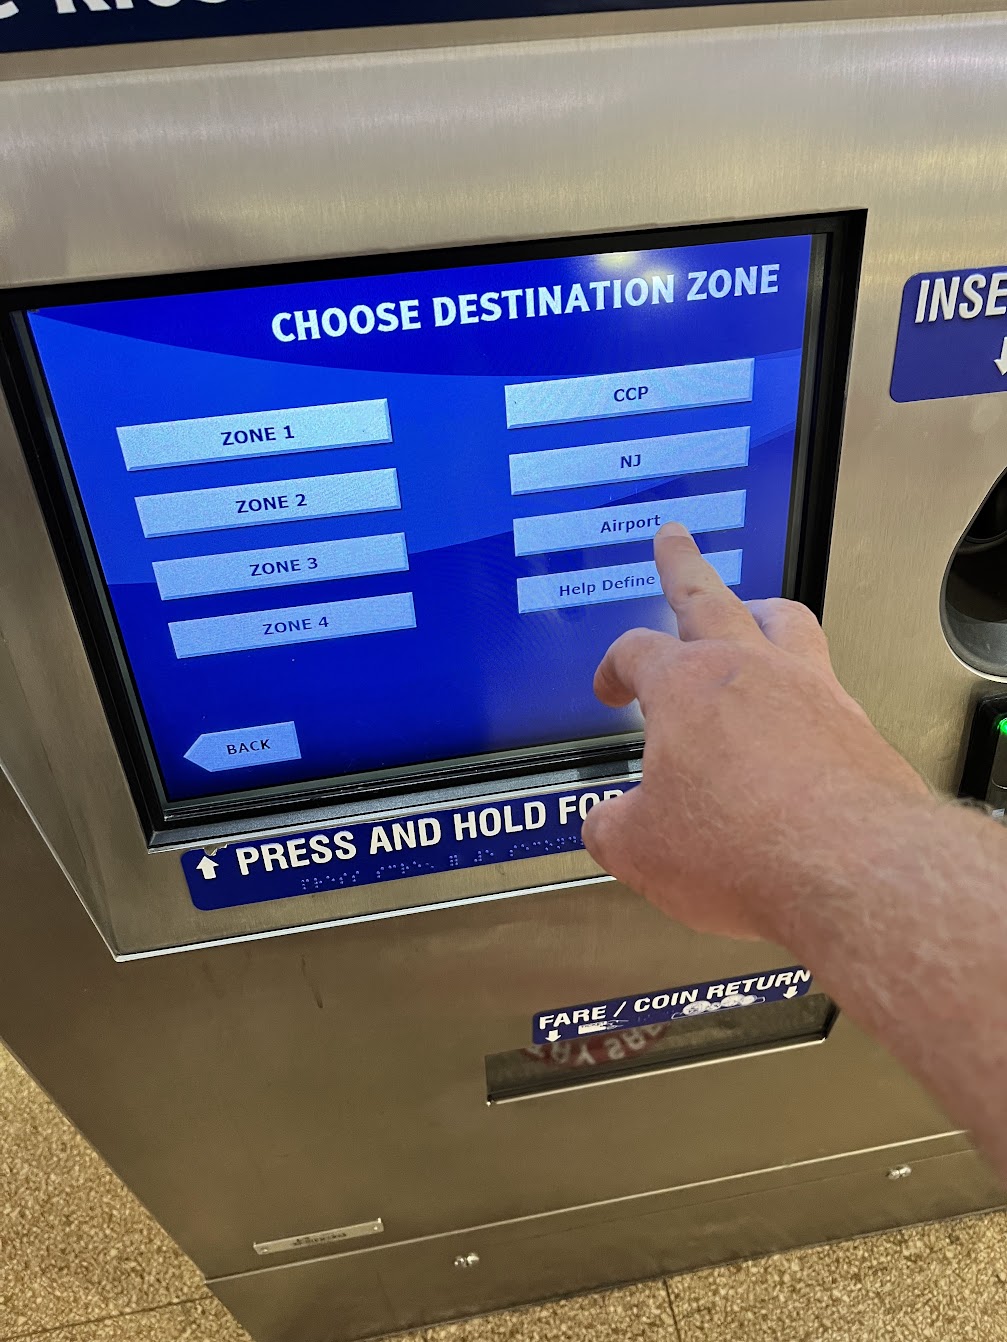 CHOOSE DESTINATION ZONE
ZONE 1
ZONE 2
ZONE 3
ZONE 4
CCP
NJ
Airport
Help Define
BACK
INSE
PRESS AND HOLD FOR
FARE / COIN RETURN